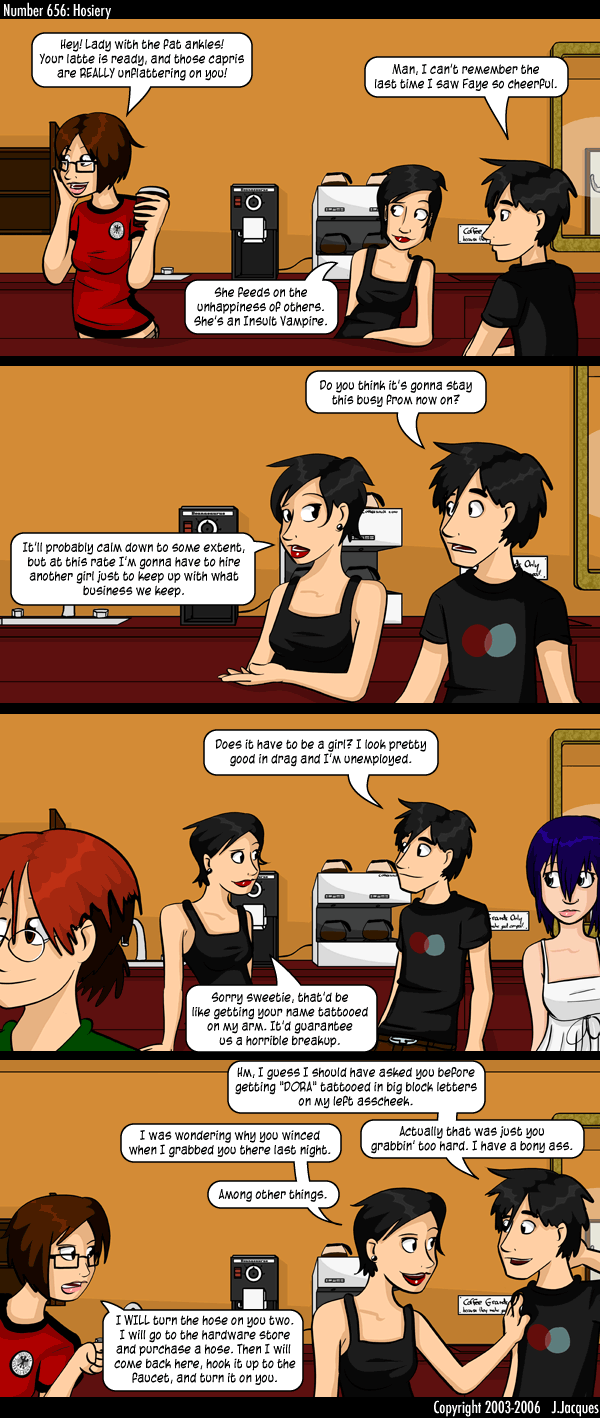 Number 656: Hosiery
Hey! Lady with the fat ankles!
Your latte is ready, and those capris
are REALLY unflattering on you!
Man, I can't remember the
last time I saw Faye so cheerful.
She feeds on the
unhappiness of others.
She's an Insult Vampire.
Coffee
Do you think it's gonna stay
this busy from now on?
It'll probably calm down to some extent,
but at this rate I'm gonna have to hire
another girl just to keep up with what
business we keep.
Only
Does it have to be a girl? I look pretty
good in drag and I'm unemployed.
Sorry sweetie, that'd be
like getting your name tattooed
on my arm. It'd guarantee
us a horrible breakup.
Grounds Only
Hm, I guess I should have asked you before
getting "DORA" tattooed in big block letters
on my left asscheek.
I was wondering why you winced
when I grabbed you there last night.
Actually that was just you
grabbin' too hard. I have a bony ass.
Among other things.
I WILL turn the hose on you two.
I will go to the hardware store
and purchase a hose. Then I will
come back here, hook it up to the
faucet, and turn it on you.
Coffee
Copyright 2003-2006 J.Jacques